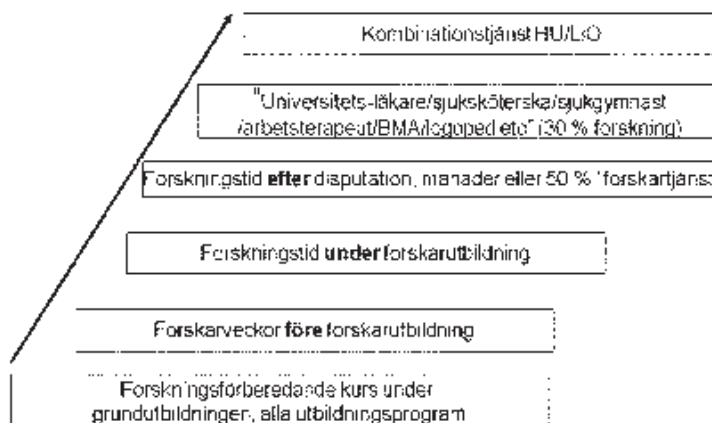 Kombinationstjänst HU/LiO
"Universitets-läkare/sjuksköterska/sjukgymnast
/arbetsterapeut/BMA/logoped etc" (30 % forskning)
Forskningstid efter disputation, månader eller 50 % "forskartjänst
Forskningstid under forskarutbildning
Forskarveckor före forskarutbildning
Forskningsförberedande kurs under
grundutbildningen, alla utbildningsprogram